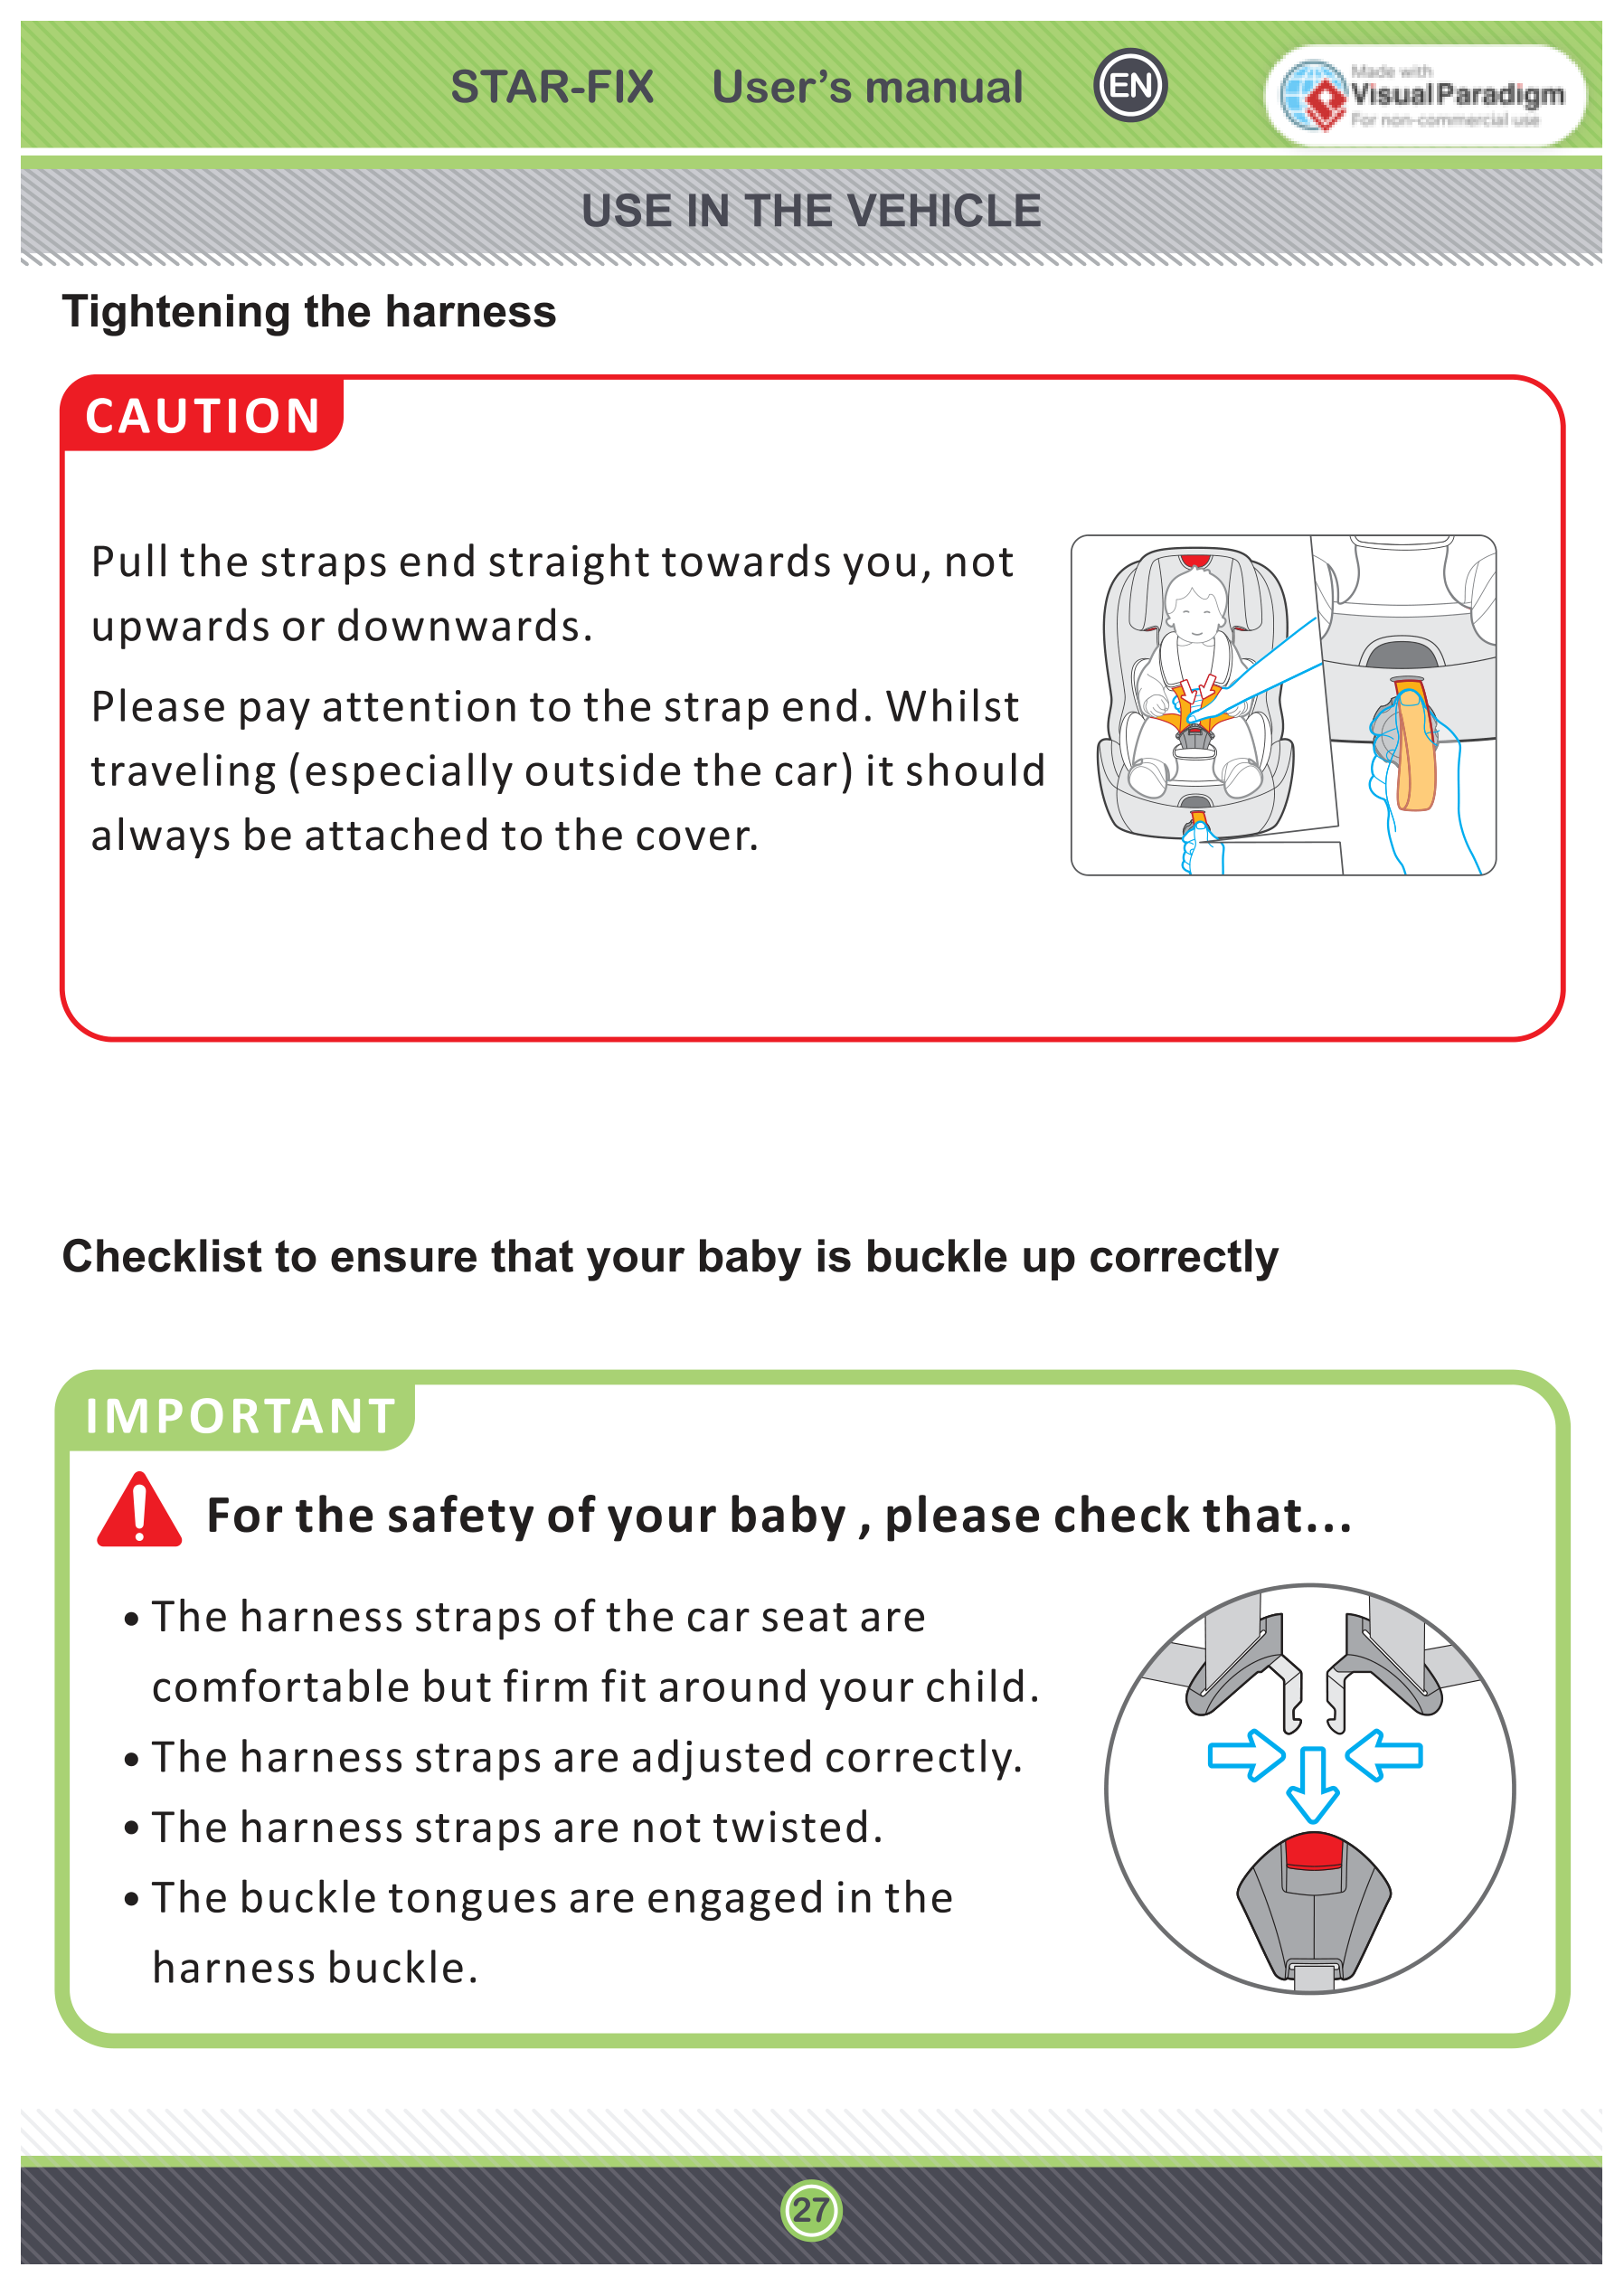 STAR-FIX User's manual EN
Made with
Visual Paradigm
For non-commercial use
USE IN THE VEHICLE
Tightening the harness
CAUTION
Pull the straps end straight towards you, not
upwards or downwards.
Please pay attention to the strap end. Whilst
traveling (especially outside the car) it should
always be attached to the cover.
Checklist to ensure that your baby is buckle up correctly
IMPORTANT
For the safety of your baby , please check that...
• The harness straps of the car seat are
comfortable but firm fit around your child.
• The harness straps are adjusted correctly.
• The harness straps are not twisted.
• The buckle tongues are engaged in the
harness buckle.
27